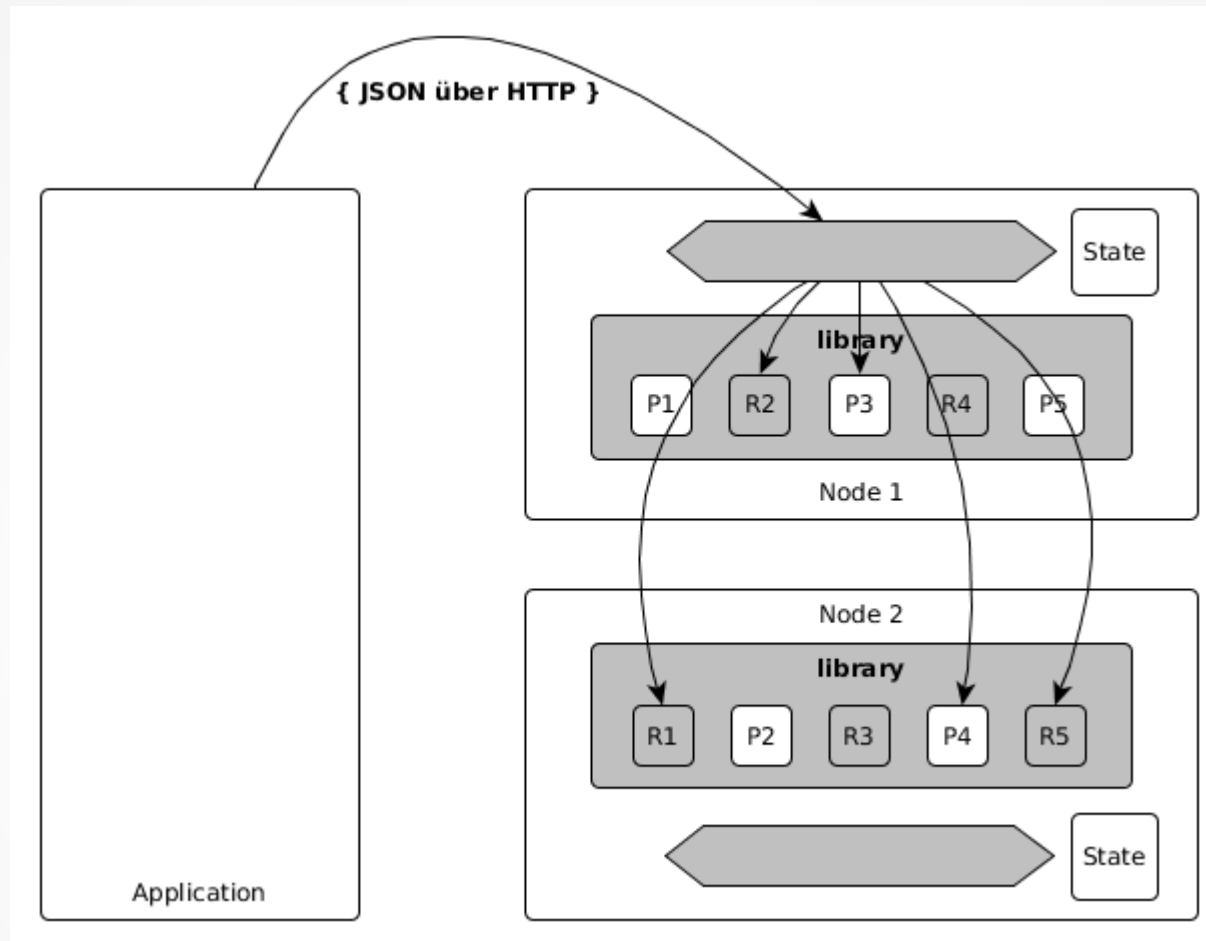 { JSON über HTTP }
State
library
P1 R2 P3 R4 P5
Node 1
Node 2
library
R1 P2 R3 P4 R5
State
Application